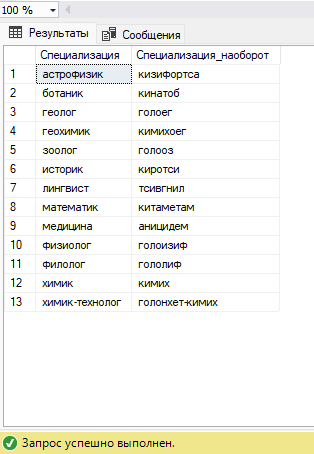 100 %
Результаты Сообщения
Специализация Специализация_наоборот
1 астрофизик кизифортса
2 ботаник кинатоб
3 геолог голоег
4 геохимик кимихоег
5 зоолог голооз
6 историк киротси
7 лингвист тсивгнил
8 математик китаметам
9 медицина аницидем
10 физиолог голоизиф
11 филолог гололиф
12 химик кимих
13 химик-технолог голонхет-кимих
Запрос успешно выполнен.